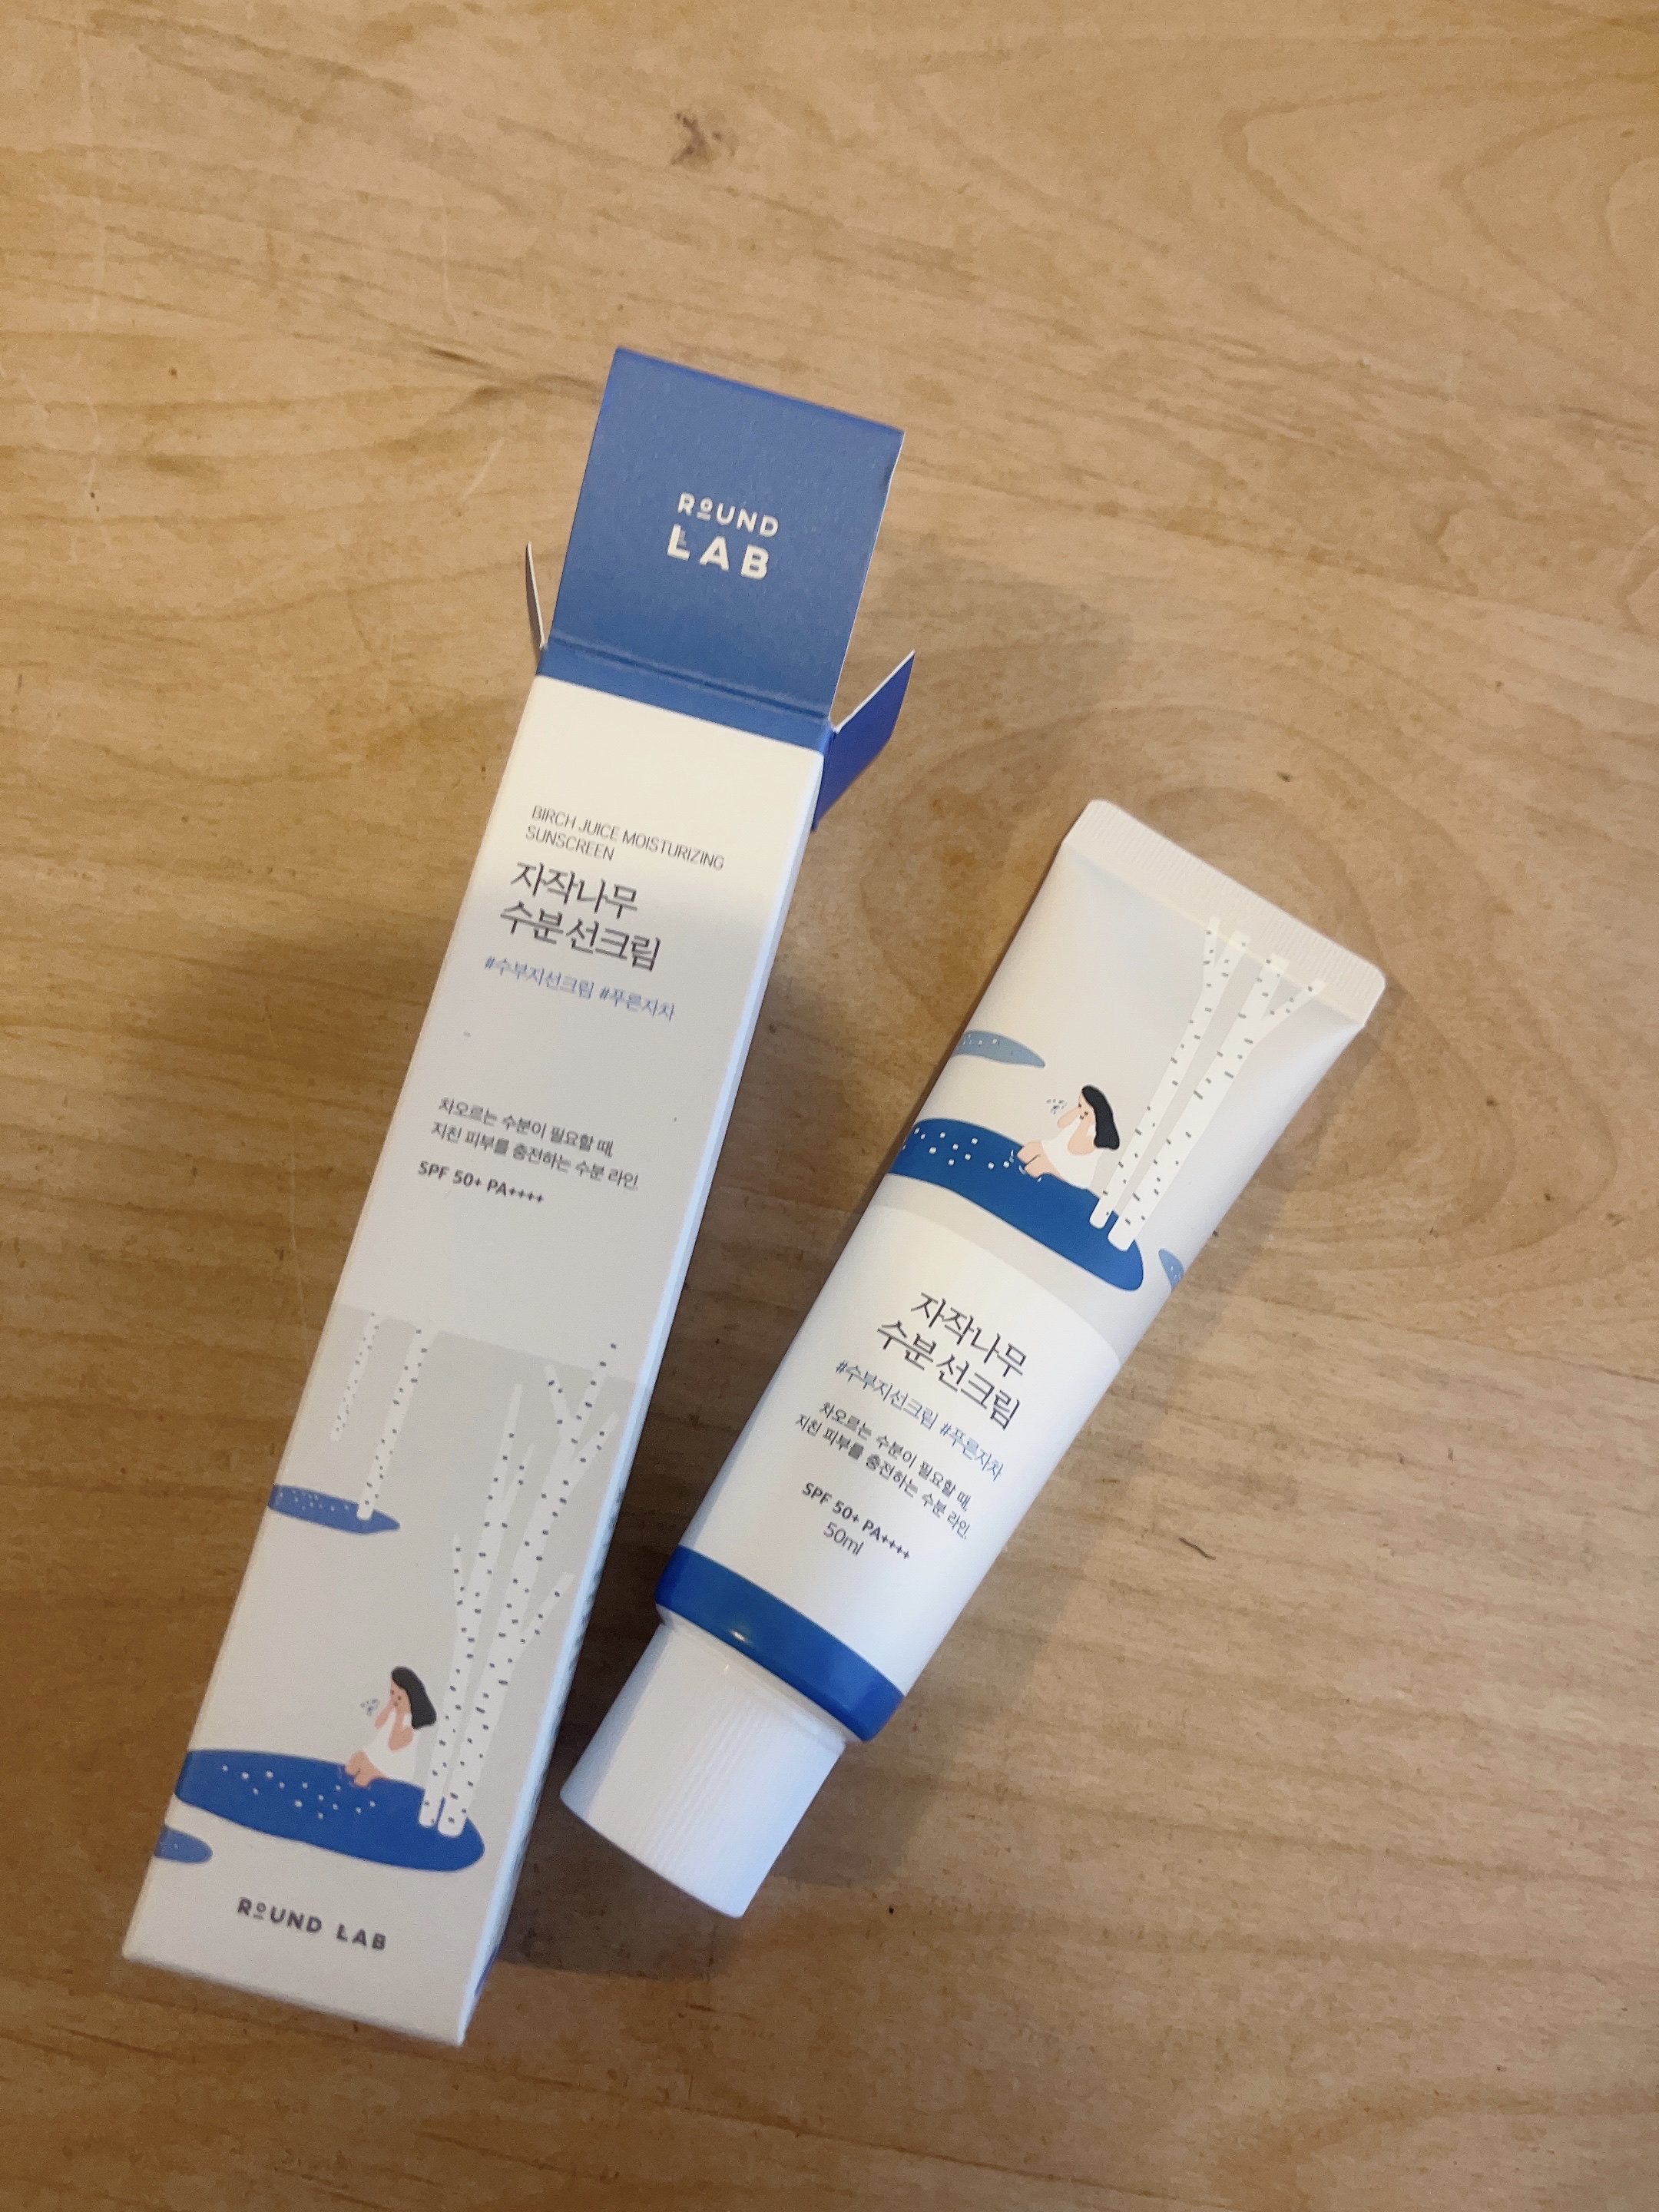 ROUND
LAB
BIRCH JUICE MOISTURIZING
SUNSCREEN
자작나무
수분 선크림
#수부지선크림 #푸른자차
차오르는 수분이 필요할 때,
지친 피부를 충전하는 수분 라인.
SPF 50+ PA++++
ROUND LAB
자작나무
수분 선크림
#수부지선크림 #푸른자차
차오르는 수분이 필요할 때,
지친 피부를 충전하는 수분 라인.
SPF 50+ PA++++
50ml